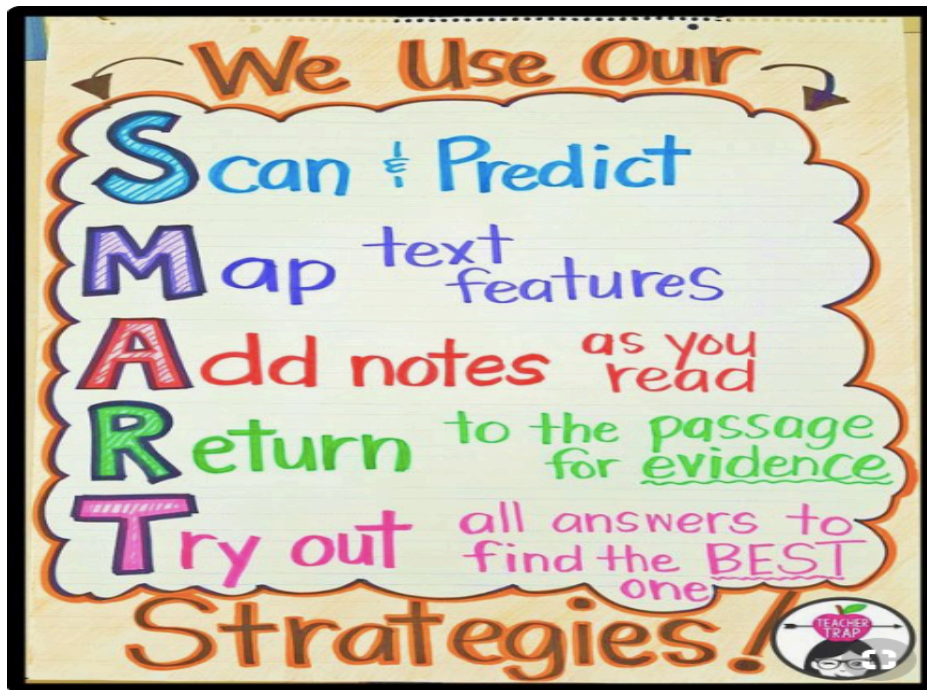 We Use Our
Scan & Predict
Map text
features
Add notes as you
read
Return to the passage
for evidence
Try out all answers to
find the BEST
one
Strategies!
TEACHER
TRAP